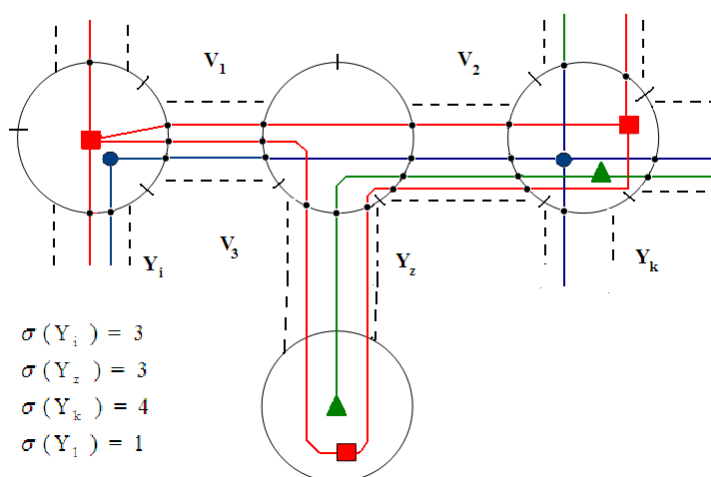 V1 V2
V3 Yi Yz Yk
σ(Yi) = 3
σ(Yz) = 3
σ(Yk) = 4
σ(Y1) = 1